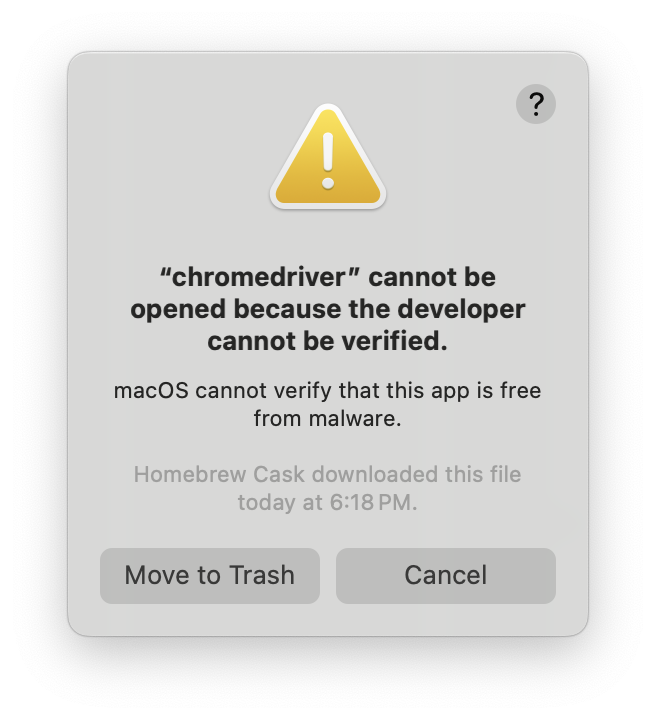 ?
“chromedriver” cannot be
opened because the developer
cannot be verified.
macOS cannot verify that this app is free
from malware.
Homebrew Cask downloaded this file
today at 6:18 PM.
Move to Trash
Cancel